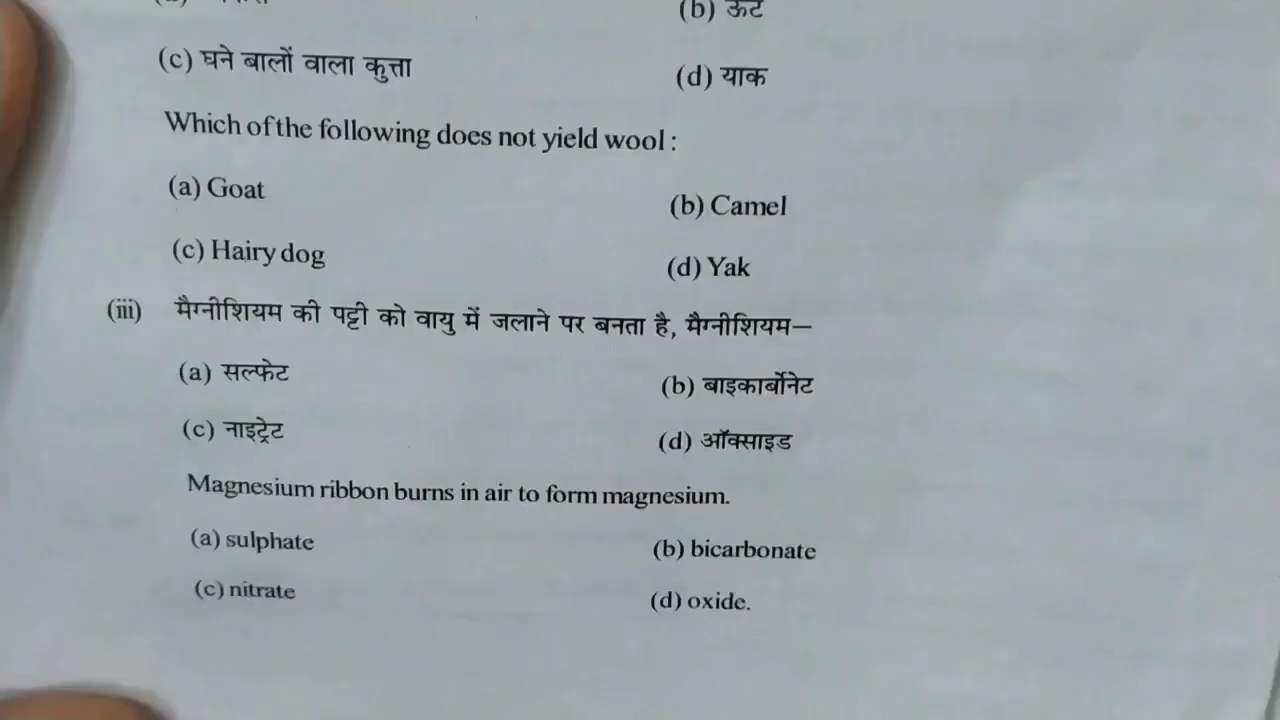 (b) ऊँट
(c) घने बालों वाला कुत्ता (d) याक
Which of the following does not yield wool :
(a) Goat (b) Camel
(c) Hairy dog (d) Yak
(iii) मैग्नीशियम की पट्टी को वायु में जलाने पर बनता है, मैग्नीशियम—
(a) सल्फेट (b) बाइकार्बोनेट
(c) नाइट्रेट (d) ऑक्साइड
Magnesium ribbon burns in air to form magnesium.
(a) sulphate (b) bicarbonate
(c) nitrate (d) oxide.